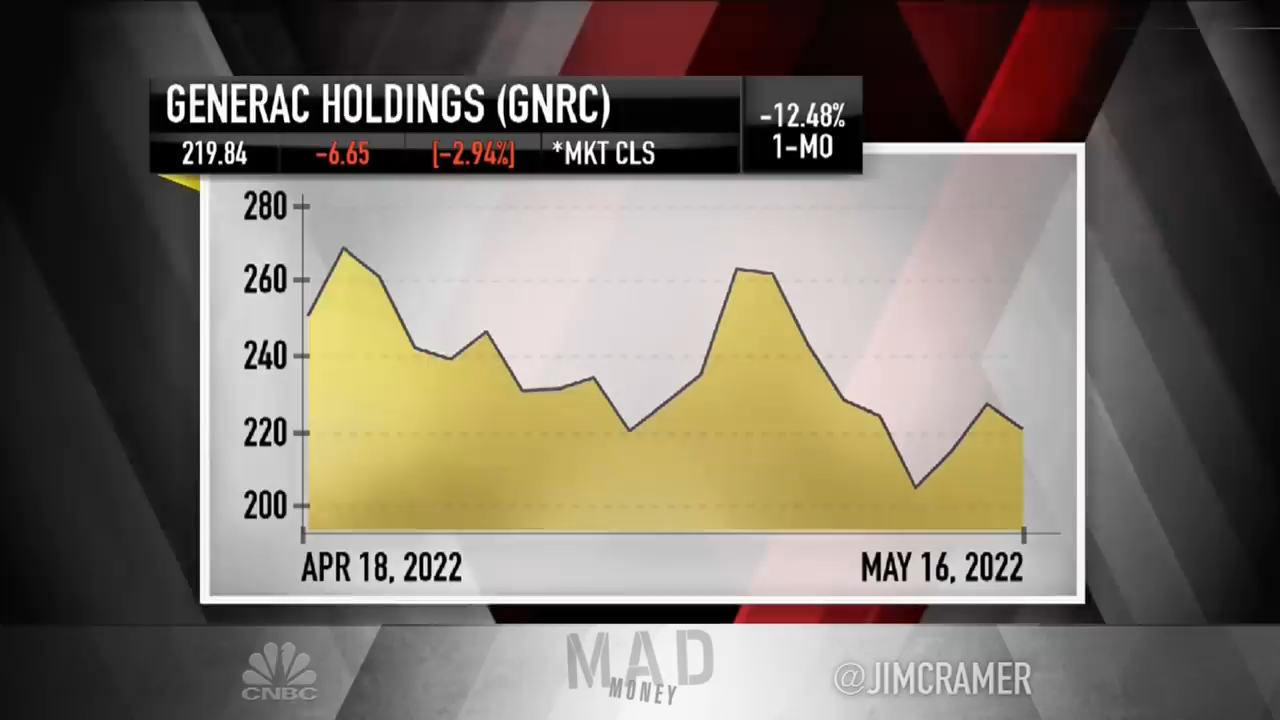 GENERAC HOLDINGS (GNRC)
219.84 -6.65 [-2.94%] *MKT CLS
-12.48%
1-MO
280
260
240
220
200
APR 18, 2022 MAY 16, 2022
CNBC
MAD
MONEY
@JIMCRAMER